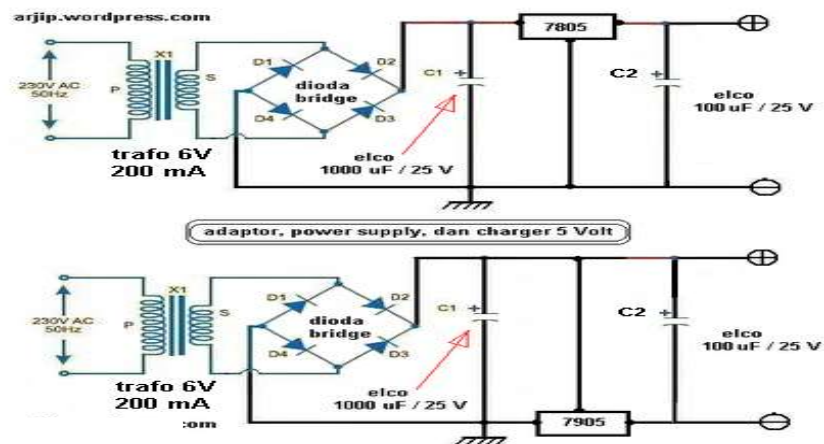 arjip.wordpress.com
7805
X1
D1
D2
230V AC
50Hz
P
S
dioda
bridge
C1 +
C2 +
D4
D3
elco
100 uF / 25 V
trafo 6V
200 mA
elco
1000 uF / 25 V
adaptor, power supply, dan charger 5 Volt
X1
D1
D2
230V AC
50Hz
P
S
dioda
bridge
C1 +
C2 +
D4
D3
elco
100 uF / 25 V
trafo 6V
200 mA
elco
1000 uF / 25 V
:om
7905